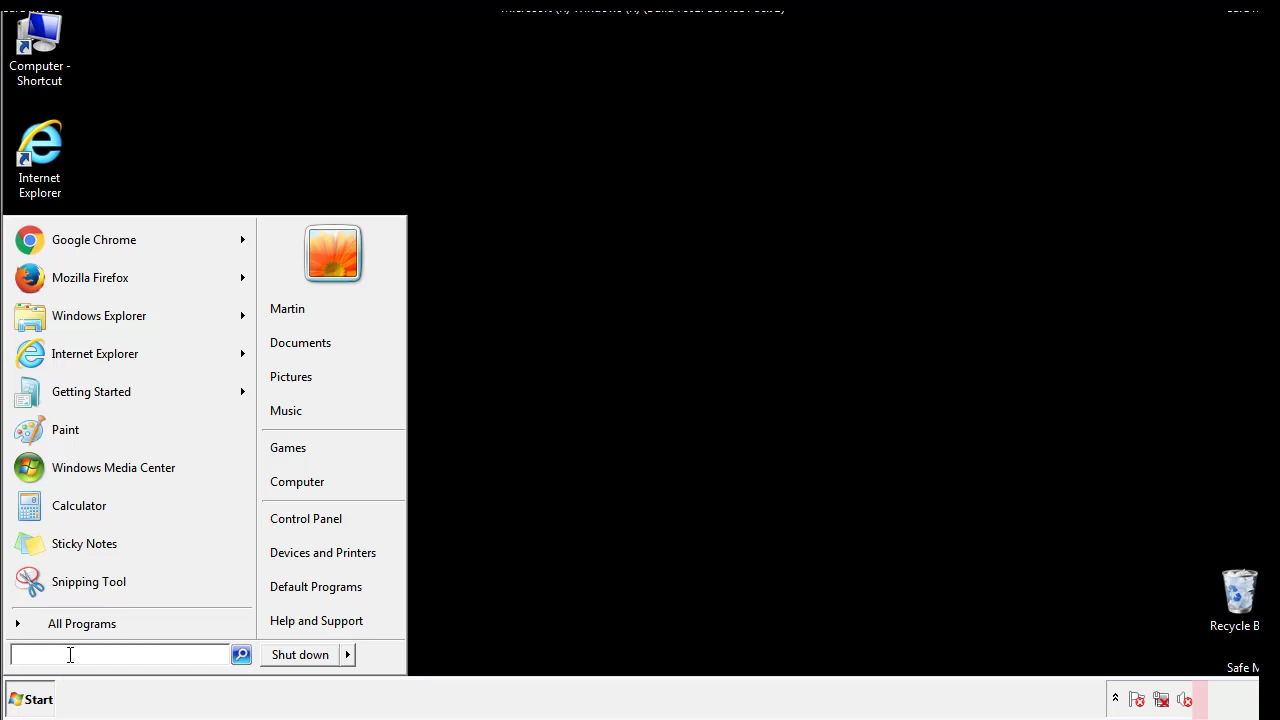 Computer -
Shortcut
Internet
Explorer
Google Chrome
Mozilla Firefox
Windows Explorer
Internet Explorer
Getting Started
Paint
Windows Media Center
Calculator
Sticky Notes
Snipping Tool
All Programs
Martin
Documents
Pictures
Music
Games
Computer
Control Panel
Devices and Printers
Default Programs
Help and Support
Shut down
Start
Recycle B
Safe M